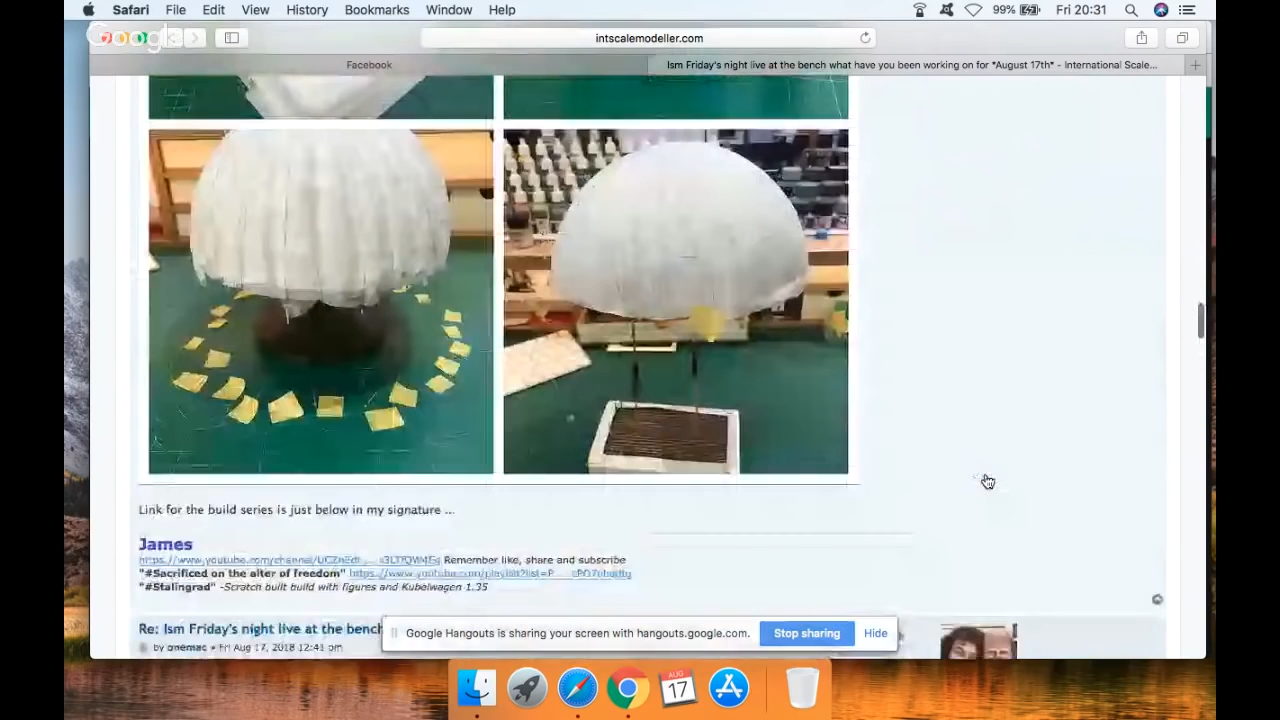 Safari File Edit View History Bookmarks Window Help 99% Fri 20:31
Google
intscalemodeller.com
Facebook
Ism Friday's night live at the bench what have you been working on for *August 17th* - International Scale...
Link for the build series is just below in my signature ...
James
Remember like, share and subscribe
"#Sacrificed on the alter of freedom"
"#Stalingrad" -Scratch built build with figures and Kubelwagen 1.35
Re: Ism Friday's night live at the bench
by onemac • Fri Aug 17, 2018 12:41 pm
Google Hangouts is sharing your screen with hangouts.google.com. Stop sharing Hide
AUG
17